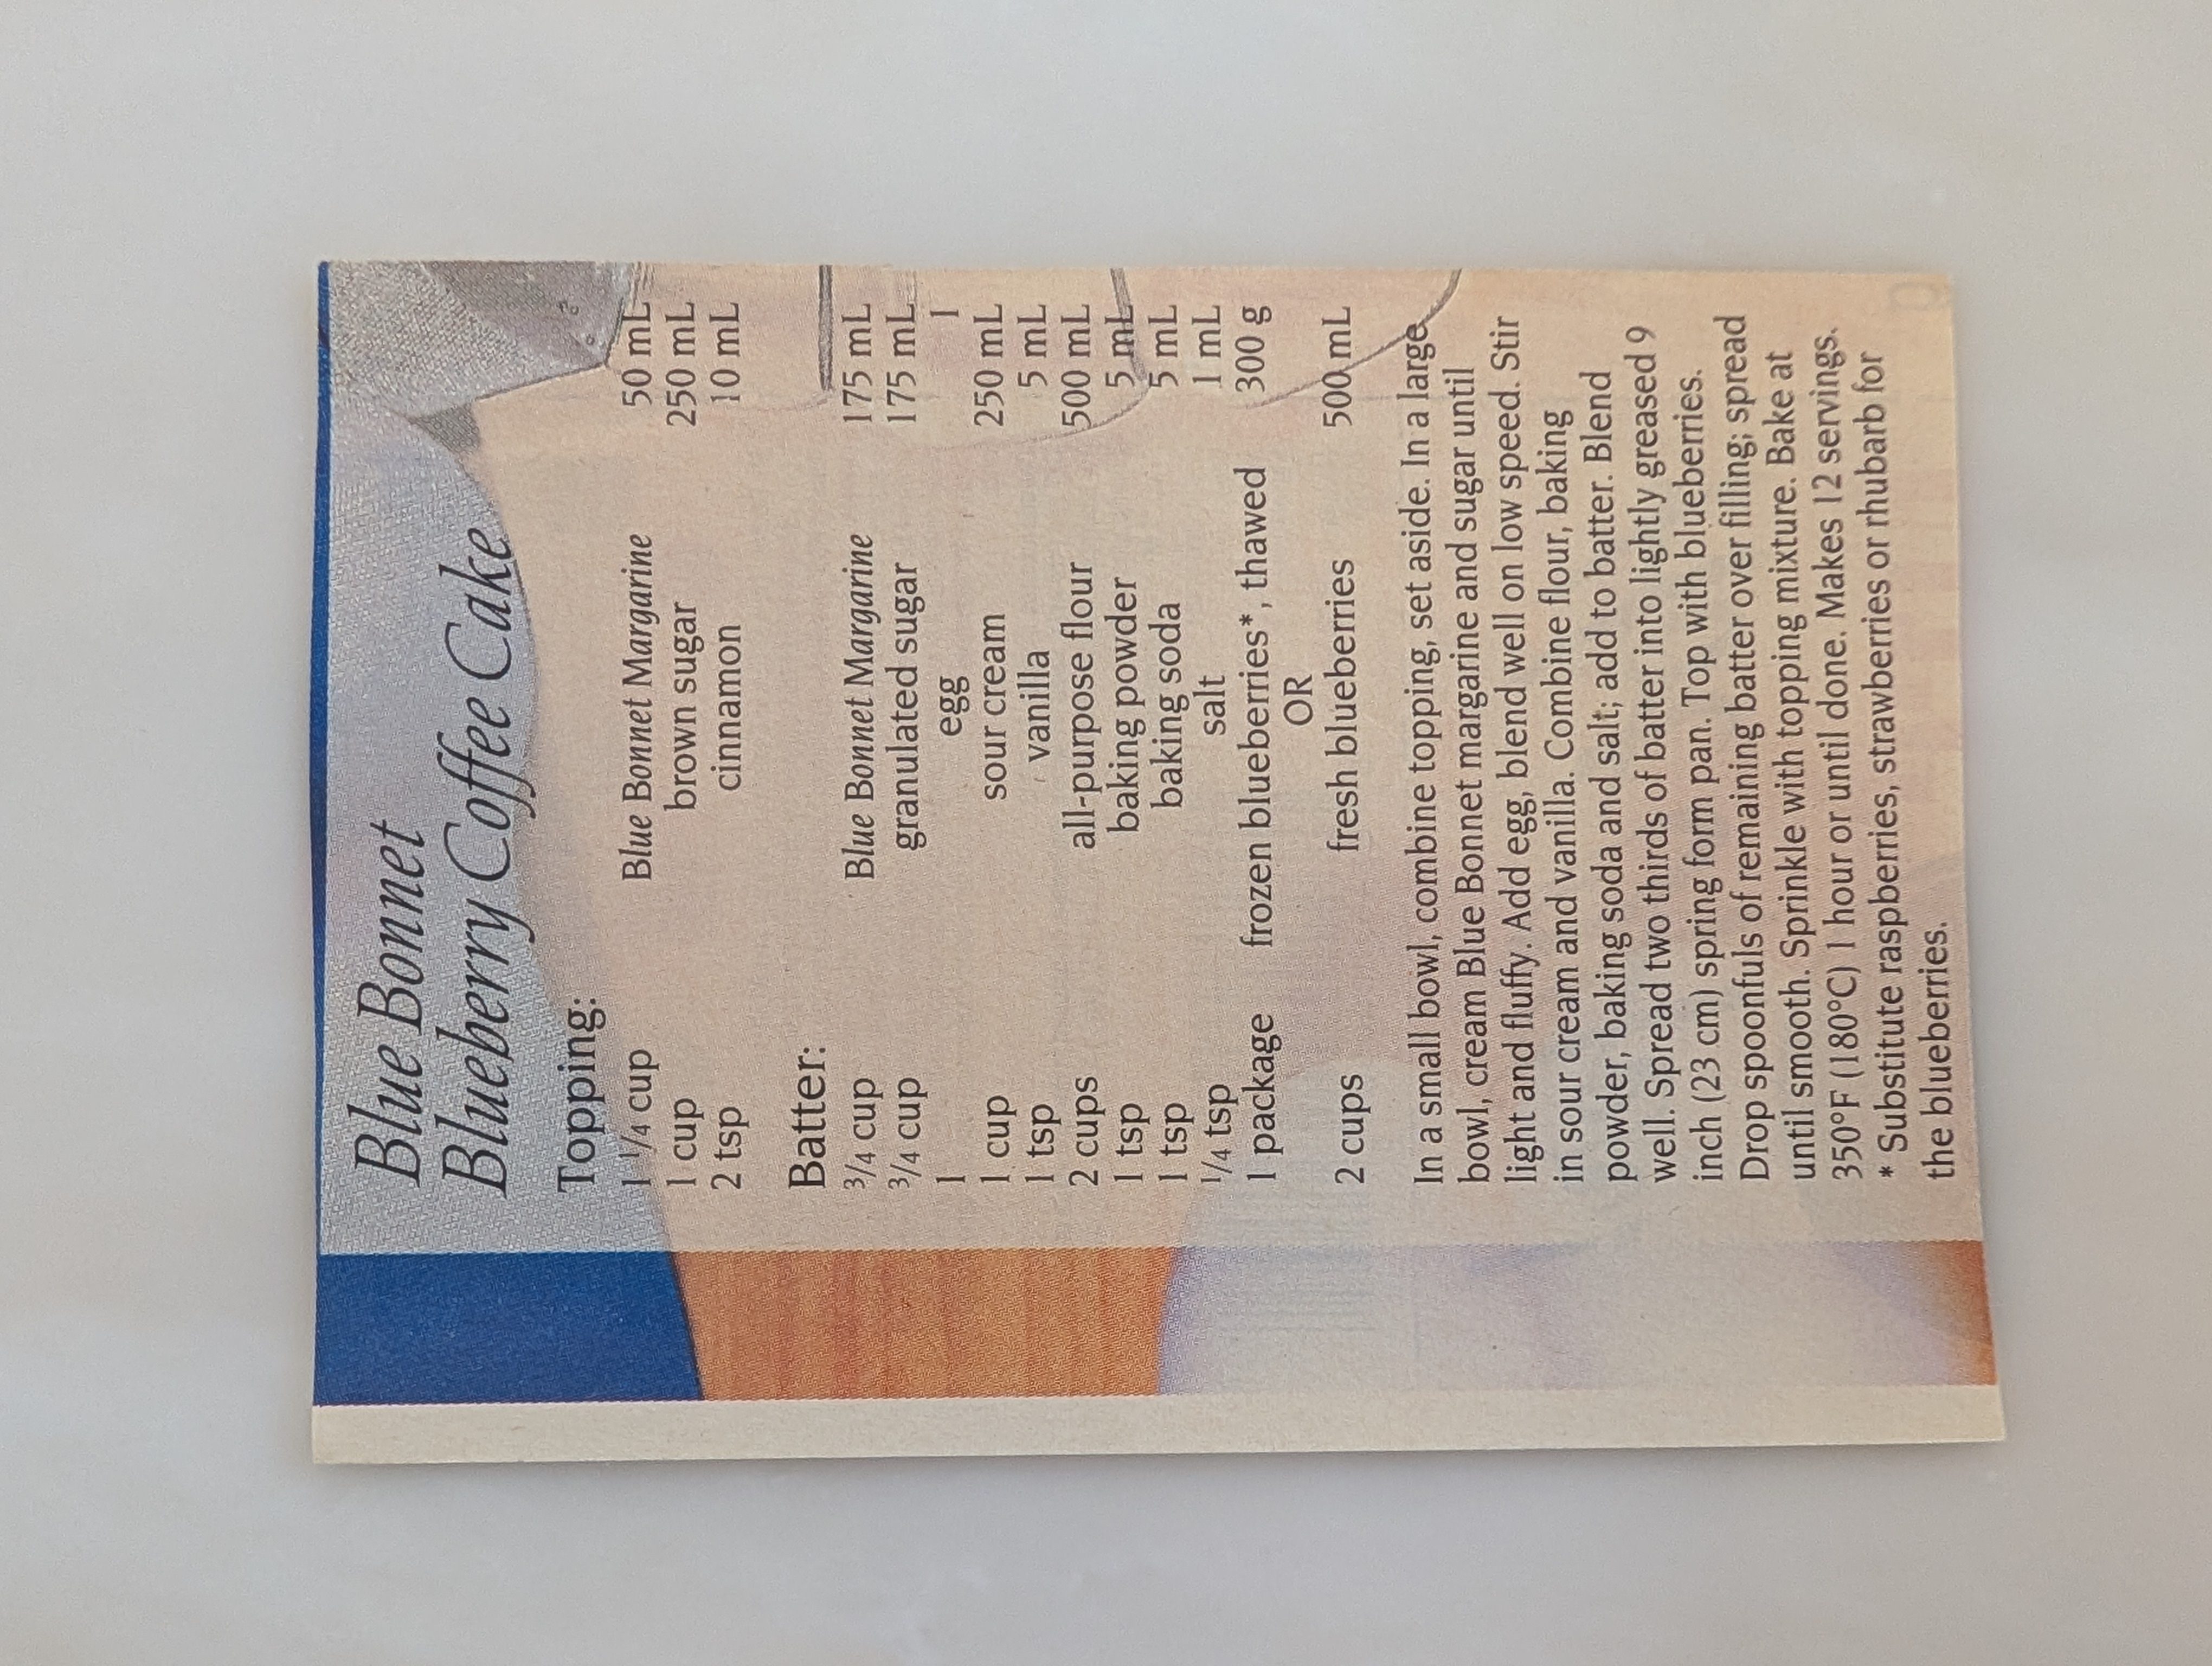 Blue Bonnet
Blueberry Coffee Cake
Topping:
1 1/4 cup Blue Bonnet Margarine 50 mL
1 cup brown sugar 250 mL
2 tsp cinnamon 10 mL
Batter:
3/4 cup Blue Bonnet Margarine 175 mL
3/4 cup granulated sugar 175 mL
1 egg 1
1 cup sour cream 250 mL
1 tsp vanilla 5 mL
2 cups all-purpose flour 500 mL
1 tsp baking powder 5 mL
1 tsp baking soda 5 mL
1/4 tsp salt 1 mL
1 package frozen blueberries*, thawed 300 g
OR
2 cups fresh blueberries 500 mL
In a small bowl, combine topping, set aside. In a large
bowl, cream Blue Bonnet margarine and sugar until
light and fluffy. Add egg, blend well on low speed. Stir
in sour cream and vanilla. Combine flour, baking
powder, baking soda and salt; add to batter. Blend
well. Spread two thirds of batter into lightly greased 9
inch (23 cm) spring form pan. Top with blueberries.
Drop spoonfuls of remaining batter over filling; spread
until smooth. Sprinkle with topping mixture. Bake at
350°F (180°C) 1 hour or until done. Makes 12 servings.
* Substitute raspberries, strawberries or rhubarb for
the blueberries.